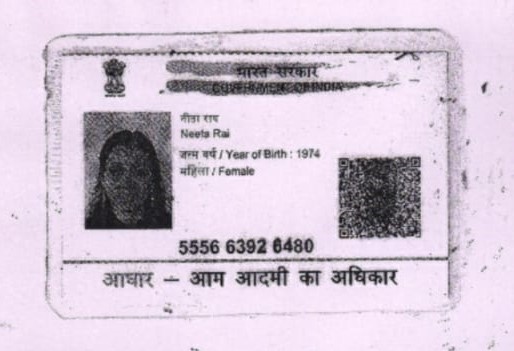 भारत सरकार
GOVERNMENT OF INDIA
नीता राय
Neeta Rai
जन्म वर्ष / Year of Birth : 1974
महिला / Female
5556 6392 6480
आधार – आम आदमी का अधिकार